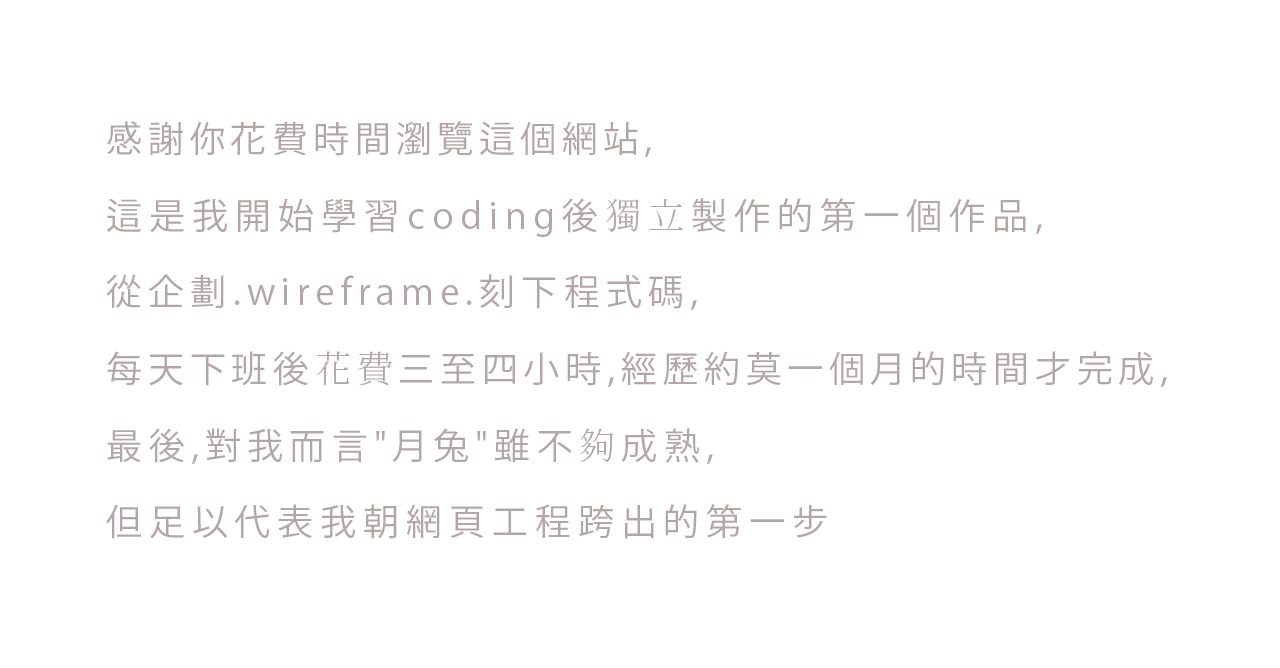 感謝你花費時間瀏覽這個網站,
這是我開始學習coding後獨立製作的第一個作品,
從企劃.wireframe.刻下程式碼,
每天下班後花費三至四小時,經歷約莫一個月的時間才完成,
最後,對我而言"月兔"雖不夠成熟,
但足以代表我朝網頁工程跨出的第一步